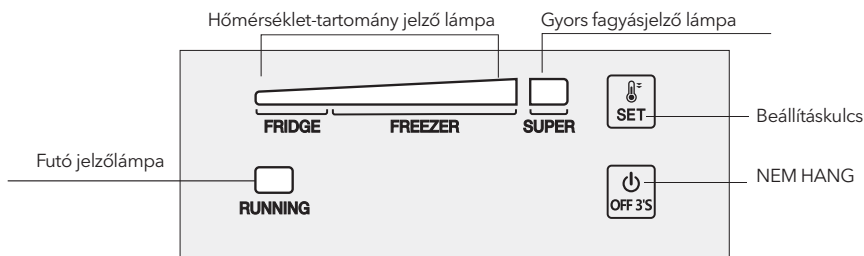 Hőmérséklet-tartomány jelző lámpa
Gyors fagyásjelző lámpa
FRIDGE
FREEZER
SUPER
SET
Beállításkulcs
Futó jelzőlámpa
RUNNING
OFF 3'S
NEM HANG